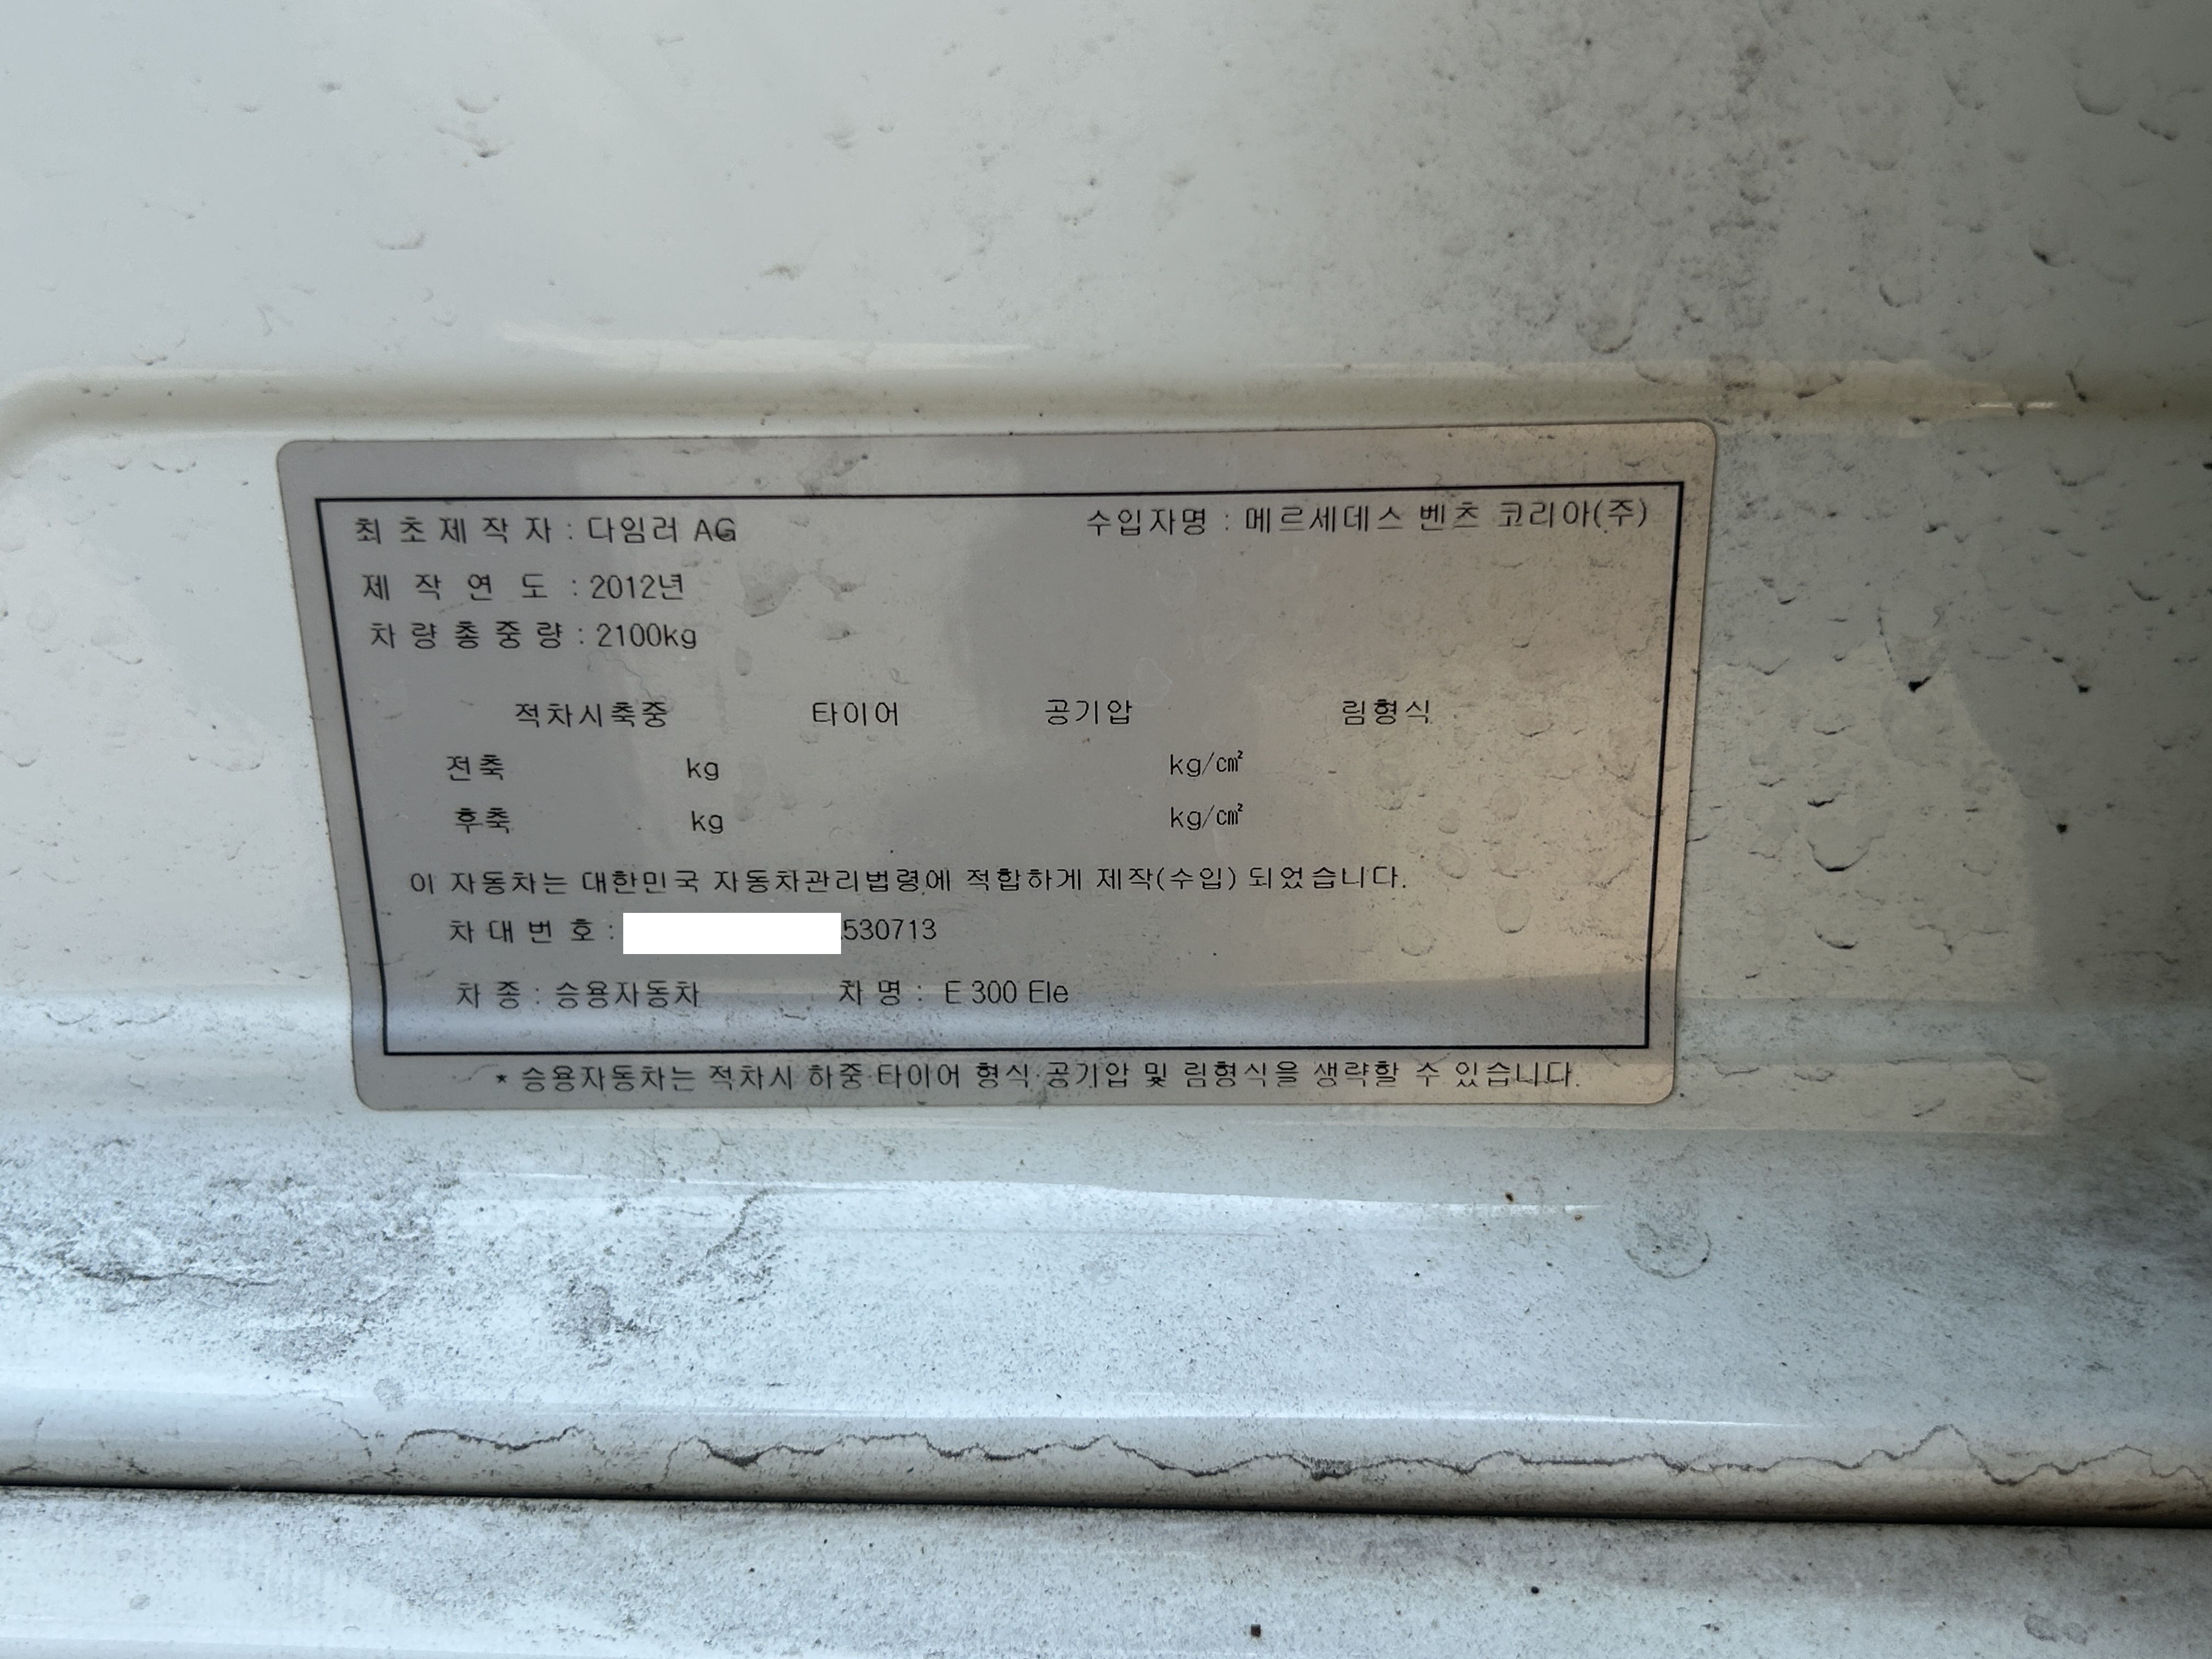 최초제작자 : 다임러 AG 수입자명 : 메르세데스 벤츠 코리아(주)
제작연도 : 2012년
차량총중량 : 2100kg
적차시축중 타이어 공기압 림형식
전축 kg kg/㎠
후축 kg kg/㎠
이 자동차는 대한민국 자동차관리법령에 적합하게 제작(수입) 되었습니다.
차대번호 : 530713
차종 : 승용자동차 차명 : E 300 Ele
* 승용자동차는 적차시 하중·타이어 형식·공기압 및 림형식을 생략할 수 있습니다.